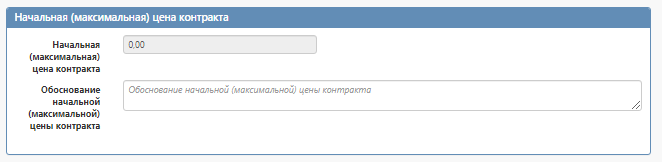 Начальная (максимальная) цена контракта
Начальная
(максимальная)
цена контракта
0,00
Обоснование
начальной
(максимальной)
цены контракта
Обоснование начальной (максимальной) цены контракта